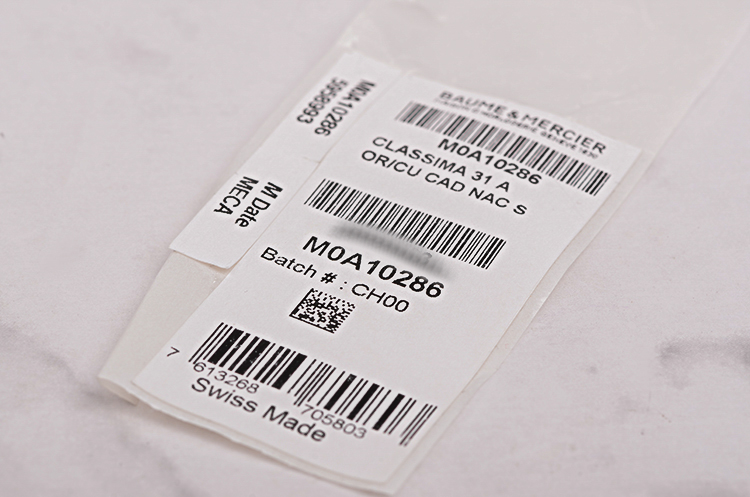 M0A10286
5958993
M Date
MECA
BAUME & MERCIER
M0A10286
CLASSIMA 31 A
OR/CU CAD NAC S
M0A10286
Batch # : CH00
7 613268 705803
Swiss Made